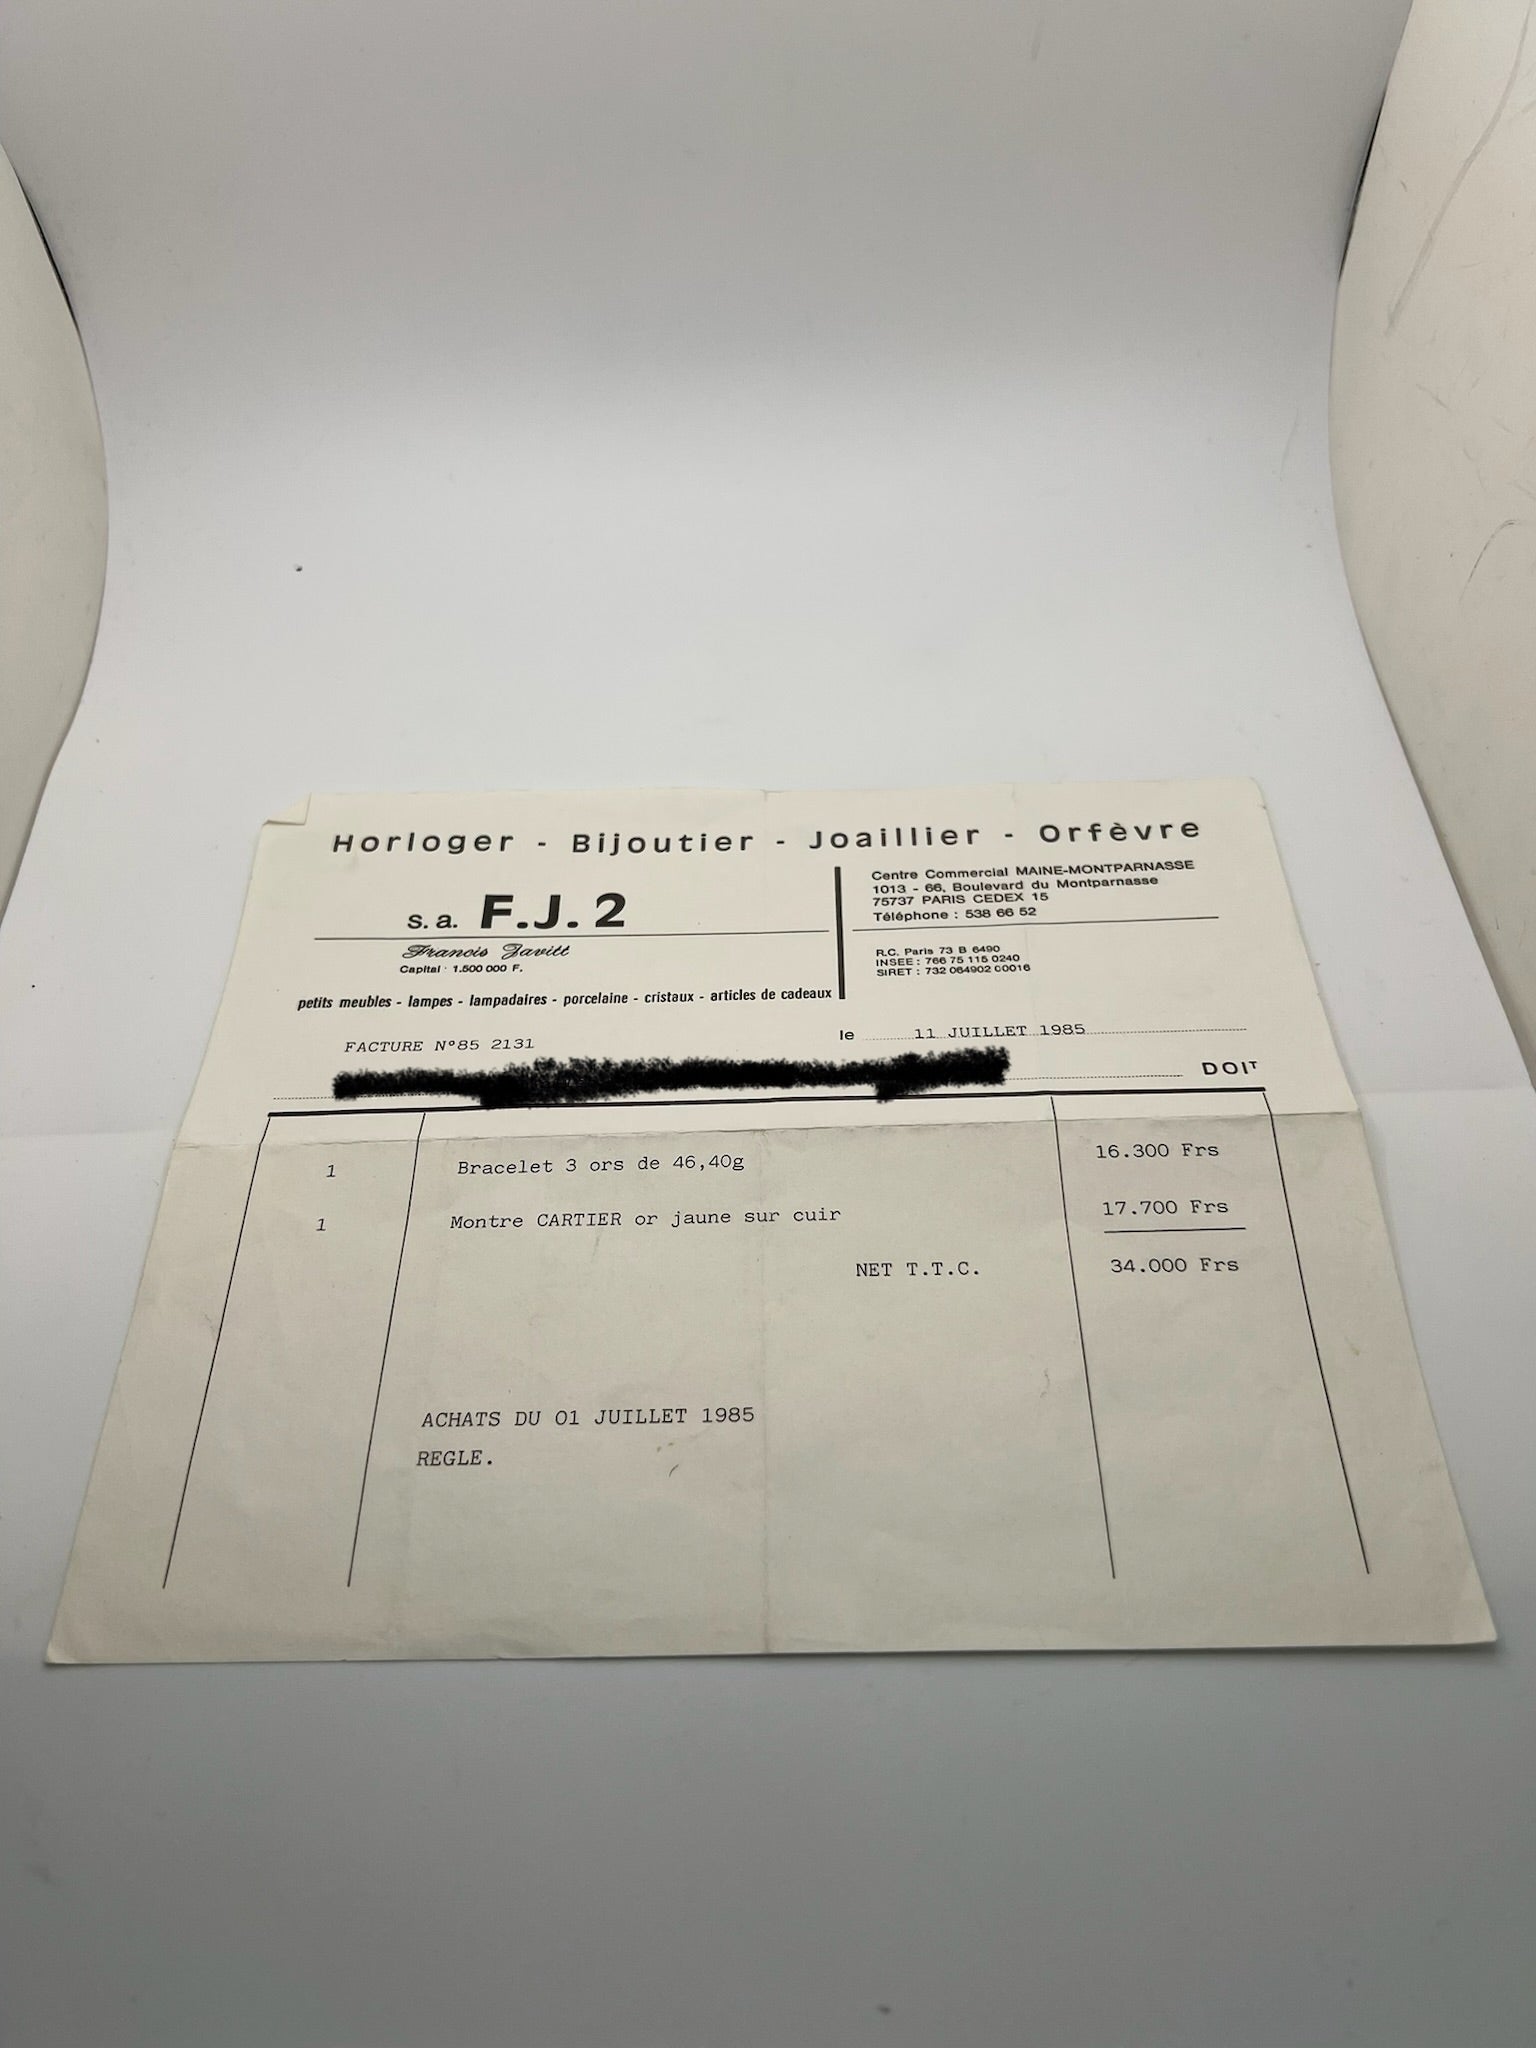 Horloger - Bijoutier - Joaillier - Orfèvre
s.a. F.J.2
Francis Javitt
Capital : 1.500 000 F.
petits meubles - lampes - lampadaires - porcelaine - cristaux - articles de cadeaux
Centre Commercial MAINE-MONTPARNASSE
1013 - 66, Boulevard du Montparnasse
75737 PARIS CEDEX 15
Téléphone : 538 66 52
R.C. Paris 73 B 6490
INSEE : 766 75 115 0240
SIRET : 732 064902 00016
FACTURE N°85 2131
le 11 JUILLET 1985
DOIT
1 Bracelet 3 ors de 46,40g 16.300 Frs
1 Montre CARTIER or jaune sur cuir 17.700 Frs
NET T.T.C. 34.000 Frs
ACHATS DU 01 JUILLET 1985
REGLE.